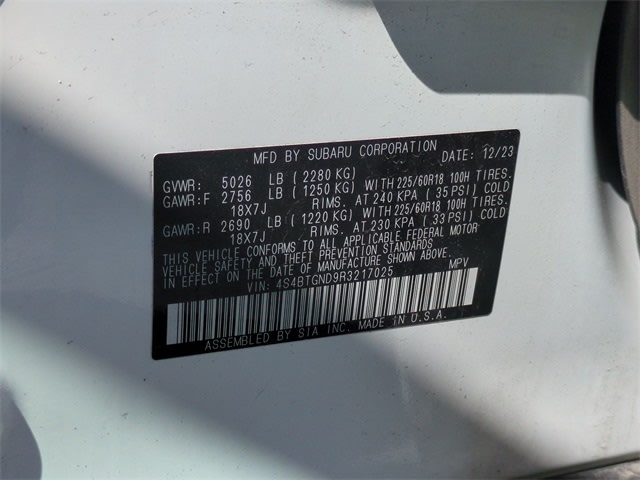 MFD BY SUBARU CORPORATION DATE: 12/23
GVWR: 5026 LB ( 2280 KG)
GAWR:F 2756 LB ( 1250 KG) WITH 225/60R18 100H TIRES.
18X7J RIMS. AT 240 KPA ( 35 PSI) COLD
GAWR:R 2690 LB ( 1220 KG) WITH 225/60R18 100H TIRES.
18X7J RIMS. AT 230 KPA ( 33 PSI) COLD
THIS VEHICLE CONFORMS TO ALL APPLICABLE FEDERAL MOTOR
VEHICLE SAFETY AND THEFT PREVENTION STANDARDS
IN EFFECT ON THE DATE OF MANUFACTURE SHOWN ABOVE.
VIN: 4S4BTGND9R3217025 MPV
ASSEMBLED BY SIA INC. MADE IN U.S.A.